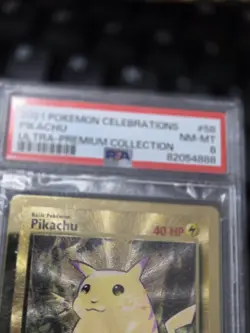 2021 POKEMON CELEBRATIONS #58
PIKACHU NM-MT
ULTRA-PREMIUM COLLECTION 8
PSA 82054888
Basic Pokémon
Pikachu 40 HP